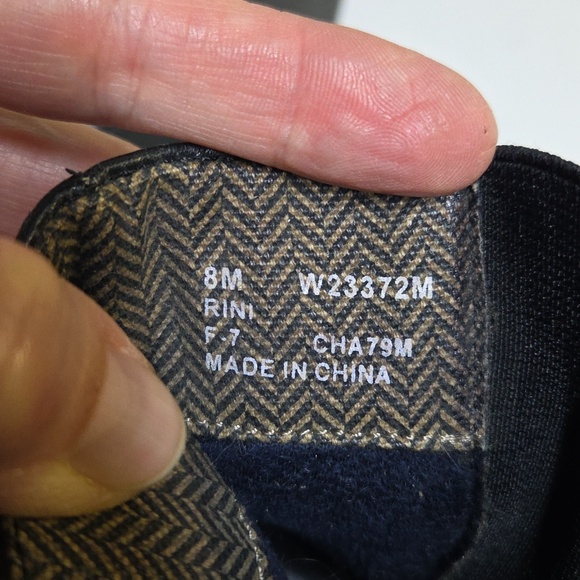 8M W23372M
RINI
F-7 CHA79M
MADE IN CHINA